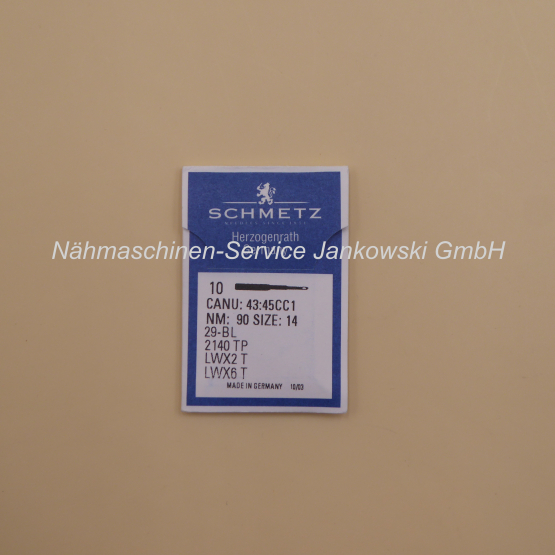 SCHMETZ
Herzogenrath
Nähmaschinen-Service Jankowski GmbH
10
CANU: 43:45CC1
NM: 90 SIZE: 14
29-BL
2140 TP
LWX2 T
LWX6 T
MADE IN GERMANY 10/03